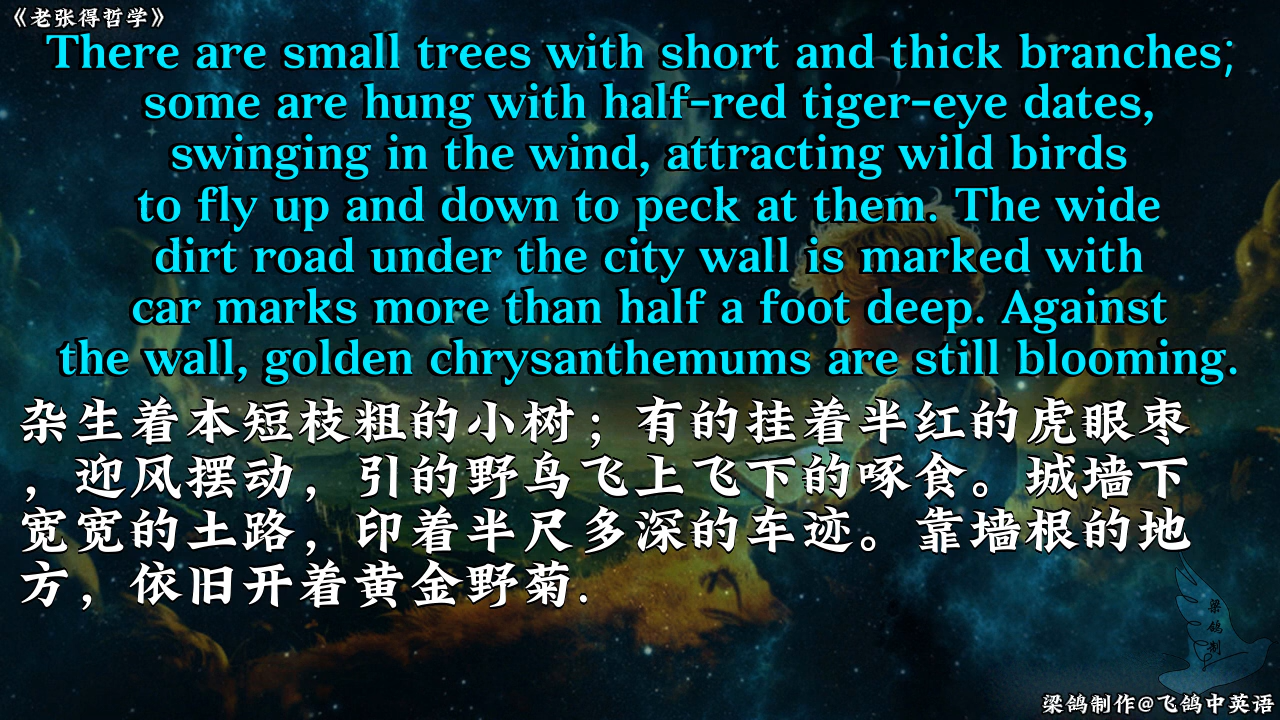 《老张得哲学》
There are small trees with short and thick branches;
some are hung with half-red tiger-eye dates,
swinging in the wind, attracting wild birds
to fly up and down to peck at them. The wide
dirt road under the city wall is marked with
car marks more than half a foot deep. Against
the wall, golden chrysanthemums are still blooming.
杂生着本短枝粗的小树；有的挂着半红的虎眼枣
，迎风摆动，引的野鸟飞上飞下的啄食。城墙下
宽宽的土路，印着半尺多深的车迹。靠墙根的地
方，依旧开着黄金野菊.
梁鸽制
梁鸽制作@飞鸽中英语